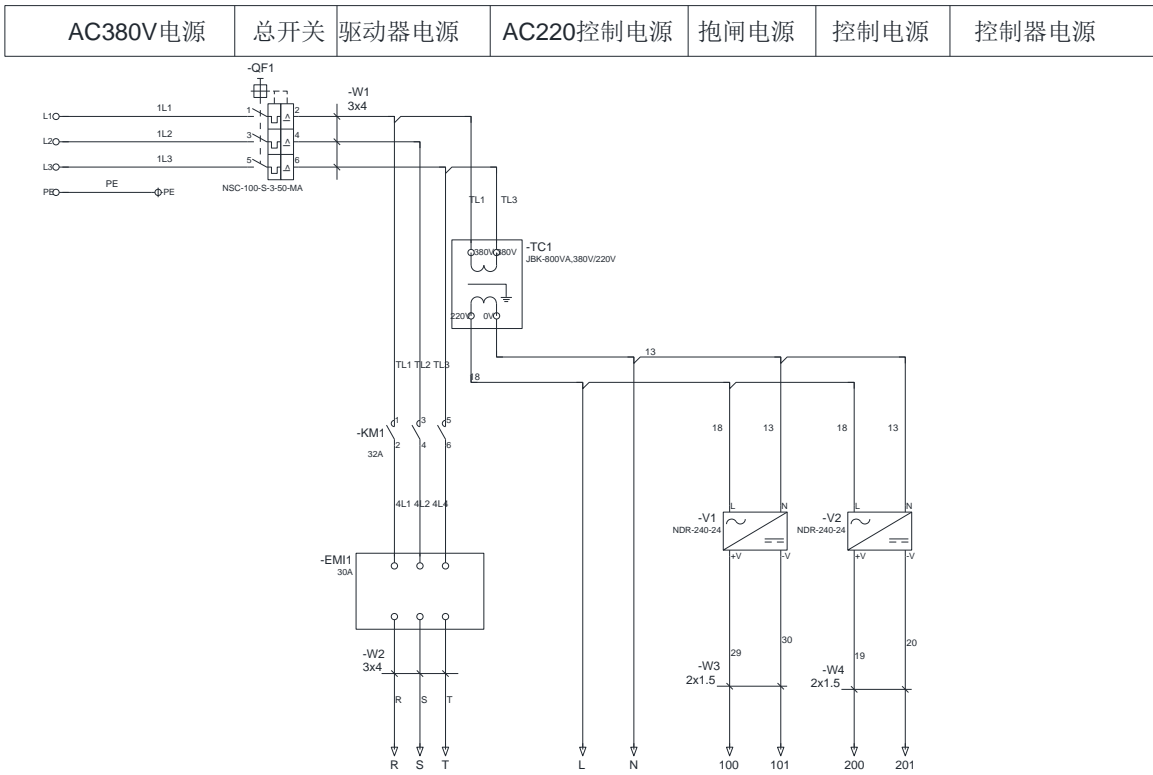 AC380V电源 总开关 驱动器电源 AC220控制电源 抱闸电源 控制电源 控制器电源
-QF1
-W1
3x4
L1 1L1 1 2
L2 1L2 3 4
L3 1L3 5 6
PE PE PE
NSC-100-S-3-50-MA
TL1 TL3
-TC1
380V 380V
JBK-800VA,380V/220V
220V 0V
13
TL1 TL2 TL3
18
1 3 5
-KM1
2 4 6
32A
18 13 18 13
4L1 4L2 4L4
L N L N
-V1 -V2
NDR-240-24 NDR-240-24
+V -V +V -V
-EMI1
30A
30 20
29 19
-W2
3x4
-W3
2x1.5
-W4
2x1.5
R S T
R S T L N 100 101 200 201